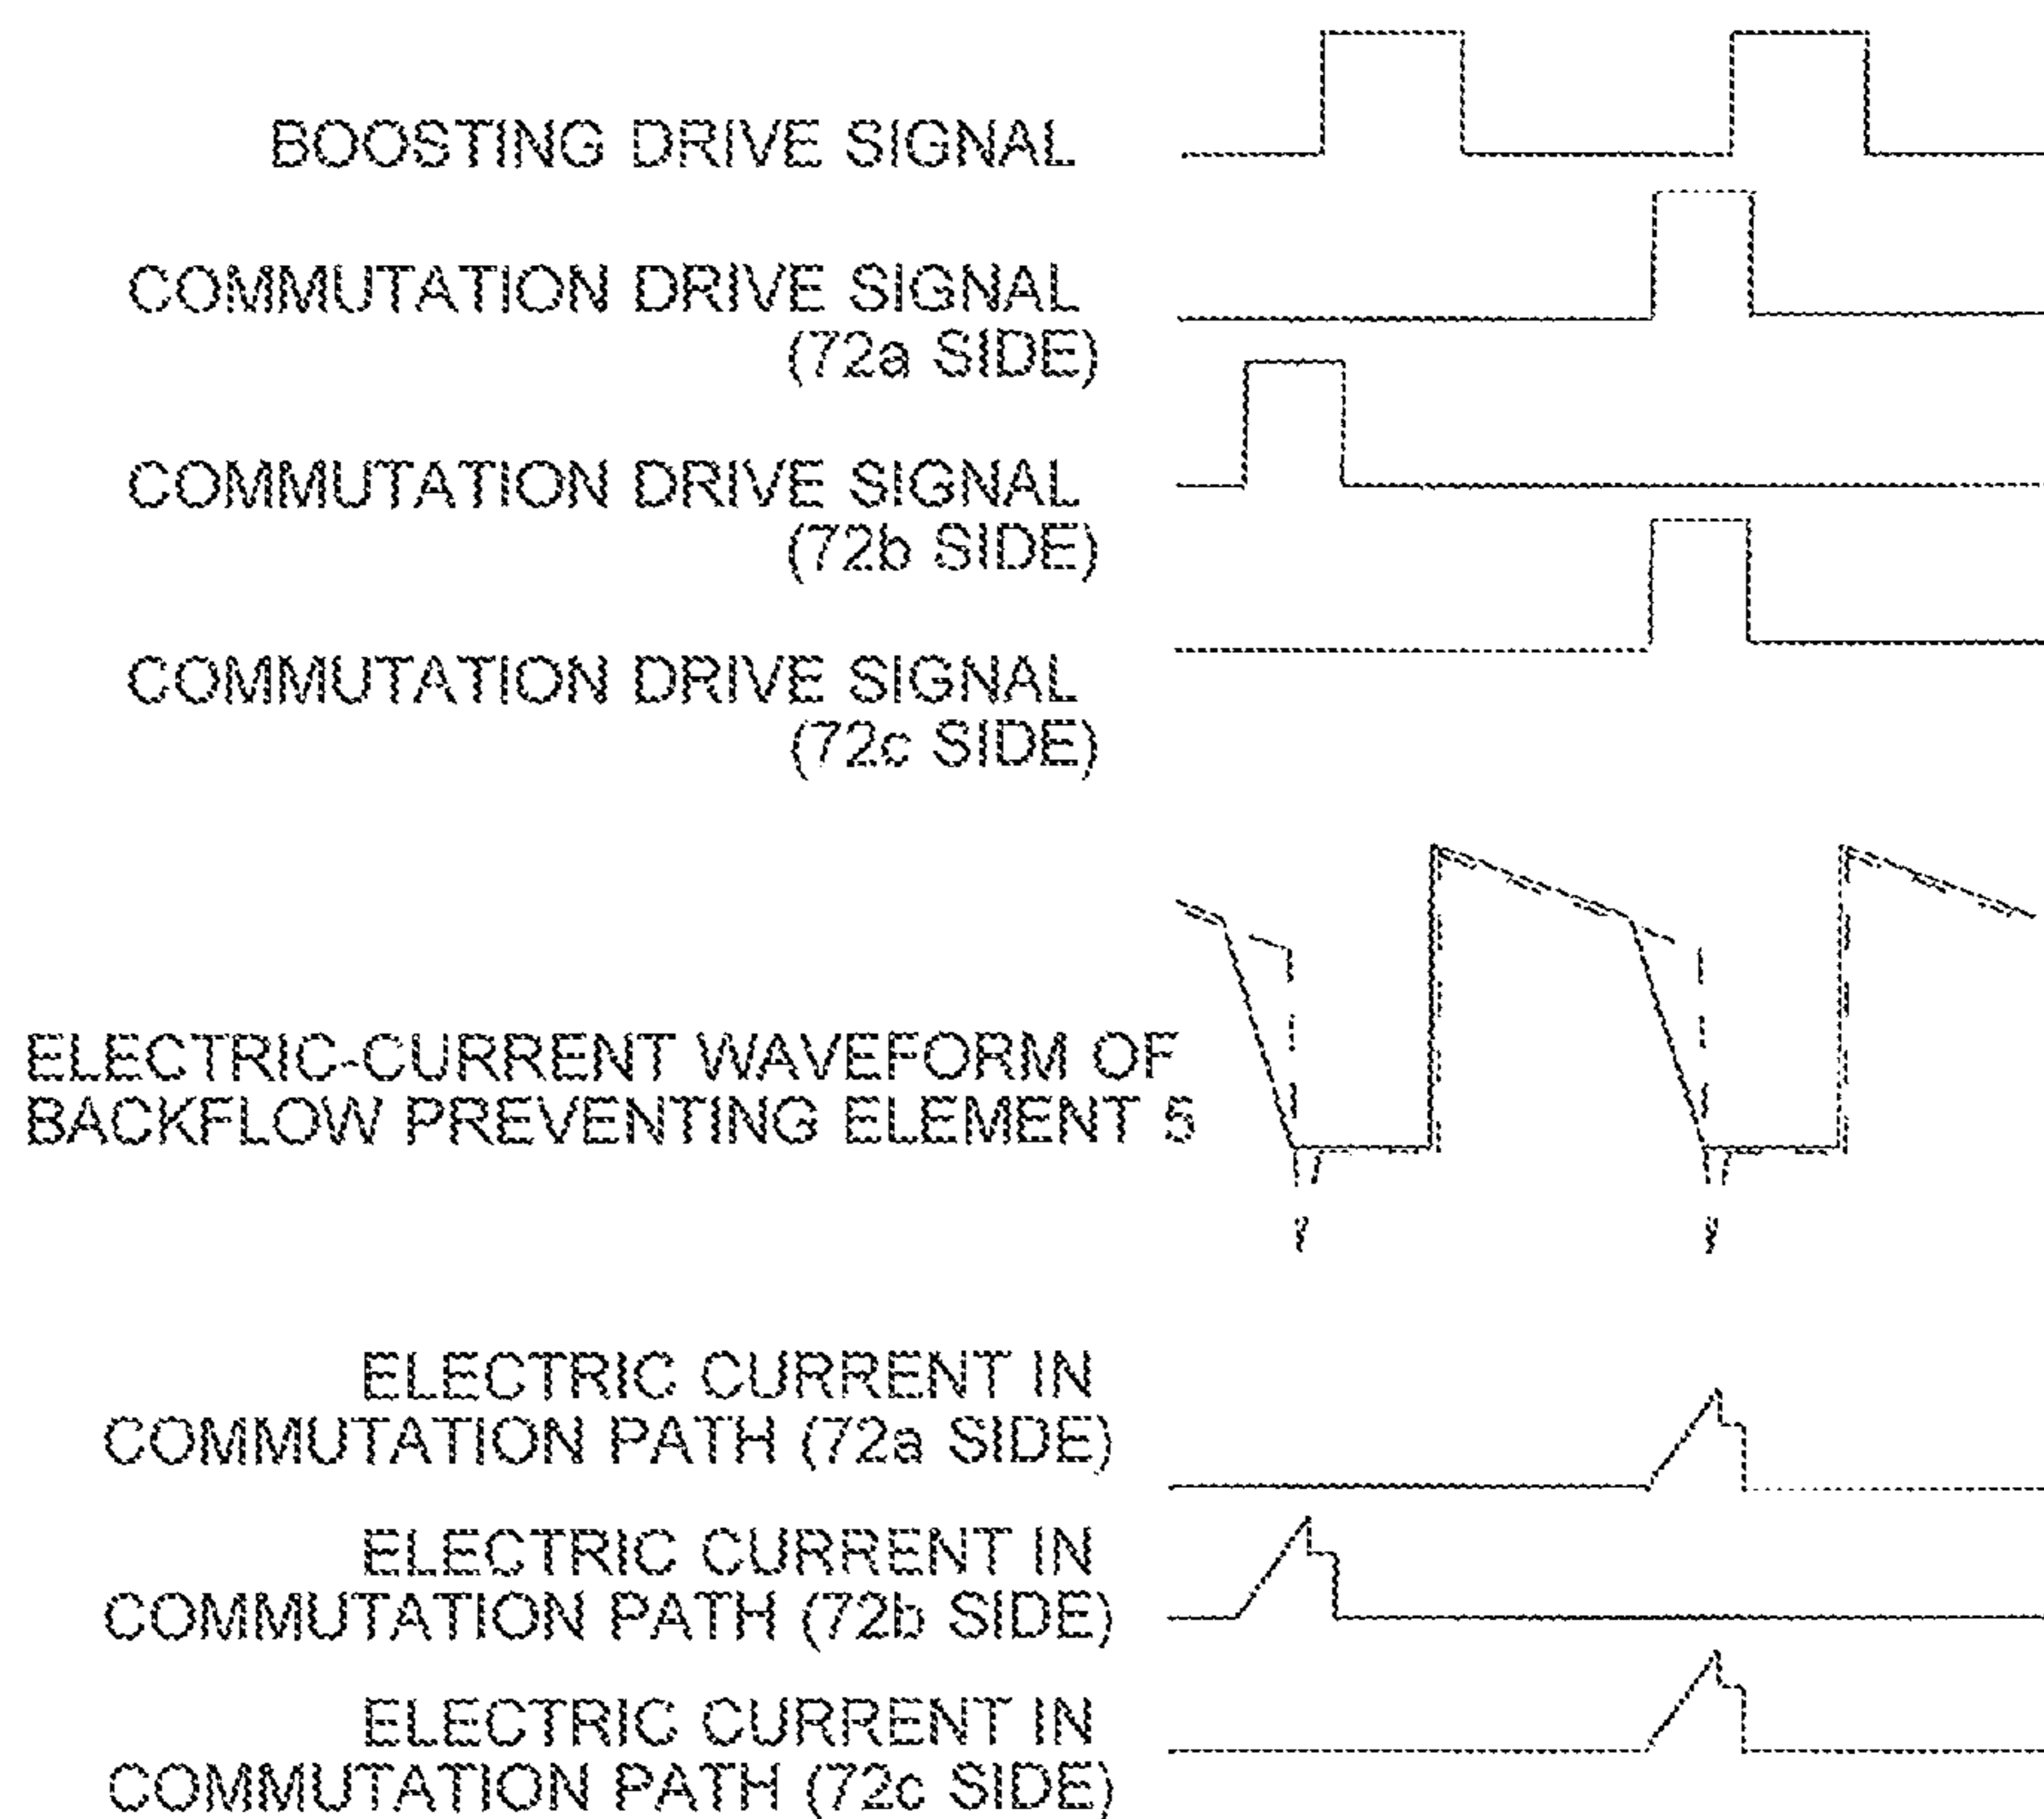 BOOSTING DRIVE SIGNAL
COMMUTATION DRIVE SIGNAL
(72a SIDE)
COMMUTATION DRIVE SIGNAL
(72b SIDE)
COMMUTATION DRIVE SIGNAL
(72c SIDE)
ELECTRIC-CURRENT WAVEFORM OF
BACKFLOW PREVENTING ELEMENT 5
ELECTRIC CURRENT IN
COMMUTATION PATH (72a SIDE)
ELECTRIC CURRENT IN
COMMUTATION PATH (72b SIDE)
ELECTRIC CURRENT IN
COMMUTATION PATH (72c SIDE)